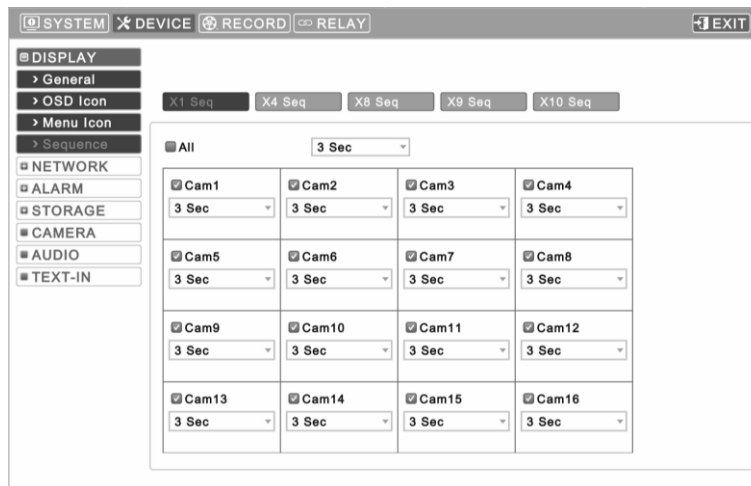 SYSTEM DEVICE RECORD RELAY EXIT
DISPLAY
> General
> OSD Icon
> Menu Icon
> Sequence
NETWORK
ALARM
STORAGE
CAMERA
AUDIO
TEXT-IN
X1 Seq X4 Seq X8 Seq X9 Seq X10 Seq
All 3 Sec
Cam1 Cam2 Cam3 Cam4
3 Sec 3 Sec 3 Sec 3 Sec
Cam5 Cam6 Cam7 Cam8
3 Sec 3 Sec 3 Sec 3 Sec
Cam9 Cam10 Cam11 Cam12
3 Sec 3 Sec 3 Sec 3 Sec
Cam13 Cam14 Cam15 Cam16
3 Sec 3 Sec 3 Sec 3 Sec